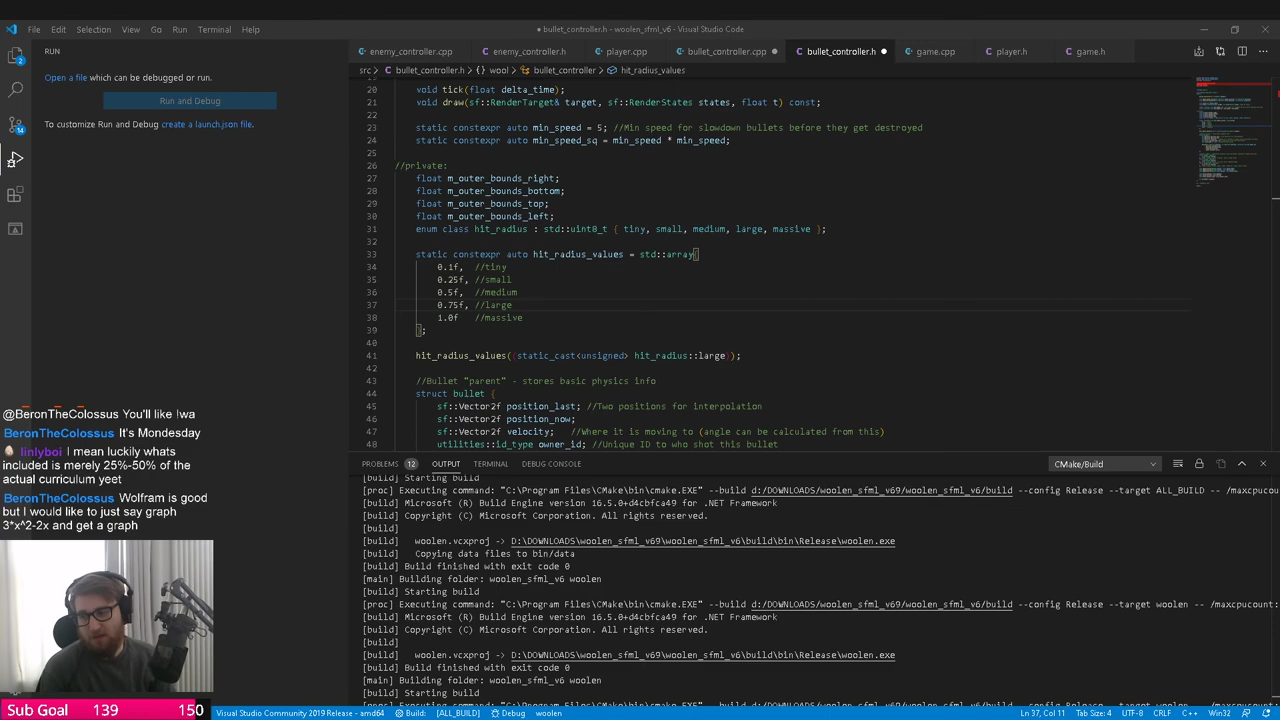 File Edit Selection View Go Run Terminal Help
● bullet_controller.h - woolen_sfml_v6 - Visual Studio Code
RUN
Open a file which can be debugged or run.
Run and Debug
To customize Run and Debug create a launch.json file.
2
14
enemy_controller.cpp enemy_controller.h player.cpp bullet_controller.cpp ● bullet_controller.h ● game.cpp player.h game.h
src > bullet_controller.h > {} wool > bullet_controller > hit_radius_values
20 void tick(float delta_time);
21 void draw(sf::RenderTarget& target, sf::RenderStates states, float t) const;
22
23 static constexpr auto min_speed = 5; //Min speed for slowdown bullets before they get destroyed
24 static constexpr auto min_speed_sq = min_speed * min_speed;
25
26 //private:
27 float m_outer_bounds_right;
28 float m_outer_bounds_bottom;
29 float m_outer_bounds_top;
30 float m_outer_bounds_left;
31 enum class hit_radius : std::uint8_t { tiny, small, medium, large, massive };
32
33 static constexpr auto hit_radius_values = std::array{
34 0.1f, //tiny
35 0.25f, //small
36 0.5f, //medium
37 0.75f, //large
38 1.0f //massive
39 };
40
41 hit_radius_values((static_cast<unsigned> hit_radius::large));
42
43 //Bullet "parent" - stores basic physics info
44 struct bullet {
45 sf::Vector2f position_last; //Two positions for interpolation
46 sf::Vector2f position_now;
47 sf::Vector2f velocity; //Where it is moving to (angle can be calculated from this)
48 utilities::id_type owner_id; //Unique ID to who shot this bullet
PROBLEMS 12 OUTPUT TERMINAL DEBUG CONSOLE
CMake/Build
[build] Starting build
[proc] Executing command: "C:\Program Files\CMake\bin\cmake.EXE" --build d:/DOWNLOADS/woolen_sfml_v69/woolen_sfml_v6/build --config Release --target ALL_BUILD -- /maxcpucount:
[build] Microsoft (R) Build Engine version 16.5.0+d4cbfca49 for .NET Framework
[build] Copyright (C) Microsoft Corporation. All rights reserved.
[build]
[build] woolen.vcxproj -> D:\DOWNLOADS\woolen_sfml_v69\woolen_sfml_v6\build\bin\Release\woolen.exe
[build] Copying data files to bin/data
[build] Build finished with exit code 0
[main] Building folder: woolen_sfml_v6 woolen
[build] Starting build
[proc] Executing command: "C:\Program Files\CMake\bin\cmake.EXE" --build d:/DOWNLOADS/woolen_sfml_v69/woolen_sfml_v6/build --config Release --target woolen -- /maxcpucount:
[build] Microsoft (R) Build Engine version 16.5.0+d4cbfca49 for .NET Framework
[build] Copyright (C) Microsoft Corporation. All rights reserved.
[build]
[build] woolen.vcxproj -> D:\DOWNLOADS\woolen_sfml_v69\woolen_sfml_v6\build\bin\Release\woolen.exe
[build] Build finished with exit code 0
[main] Building folder: woolen_sfml_v6 woolen
[build] Starting build
@BeronTheColossus You'll like !wa
BeronTheColossus It's Mondesday
linlyboi I mean luckily whats
included is merely 25%-50% of the
actual curriculum yeet
BeronTheColossus Wolfram is good
but I would like to just say graph
3*x^2-2x and get a graph
Sub Goal 139 150
Visual Studio Community 2019 Release - amd64 Build: [ALL_BUILD] Debug woolen
Ln 37, Col 11 Tab Size: 4 UTF-8 CRLF C++ Win32